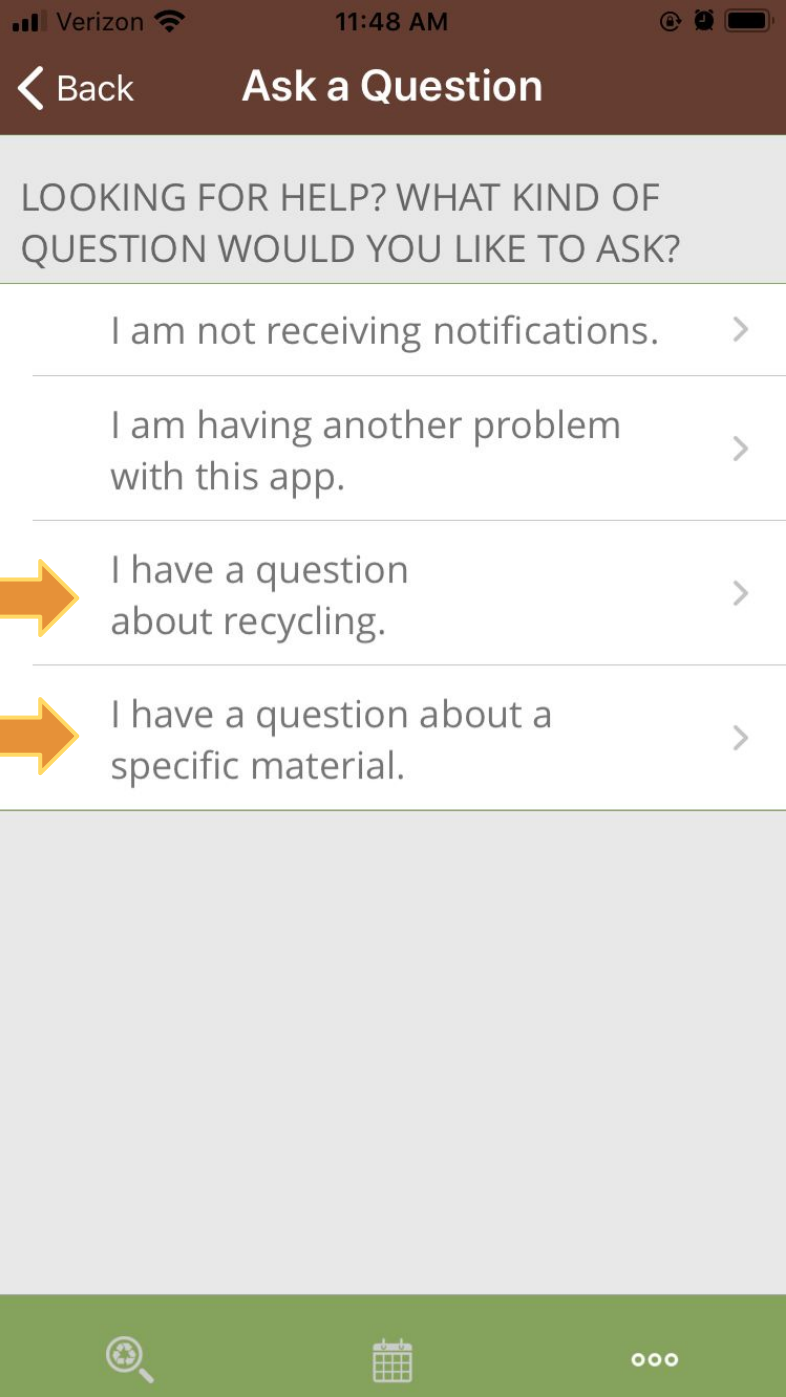 Verizon 11:48 AM
Back Ask a Question
LOOKING FOR HELP? WHAT KIND OF
QUESTION WOULD YOU LIKE TO ASK?
I am not receiving notifications.
I am having another problem
with this app.
I have a question
about recycling.
I have a question about a
specific material.